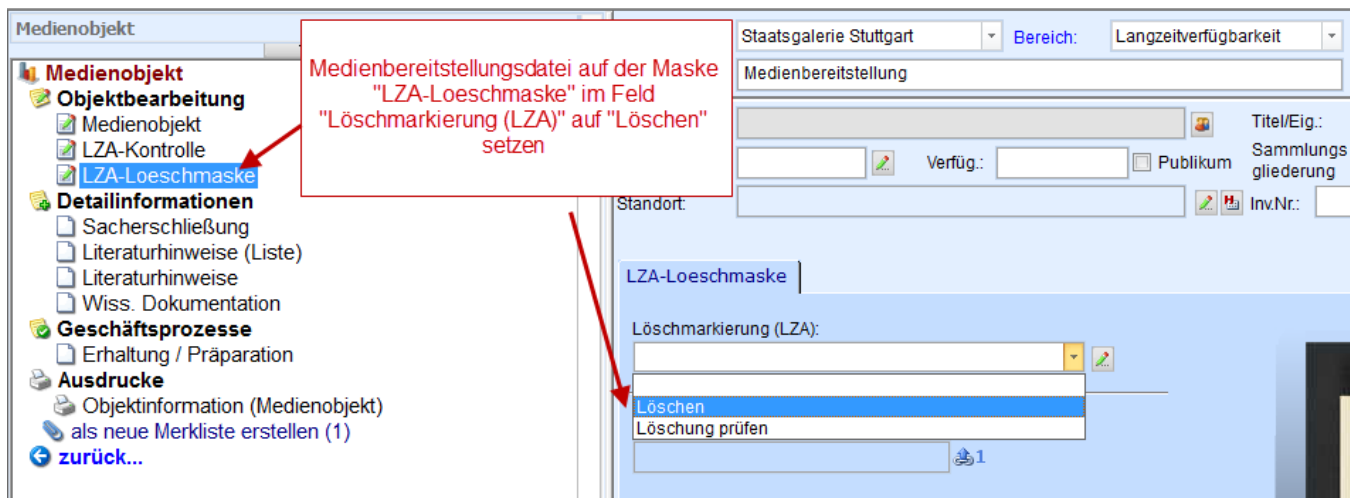 Medienobjekt
Medienobjekt
Objektbearbeitung
Medienobjekt
LZA-Kontrolle
LZA-Loeschmaske
Detailinformationen
Sacherschließung
Literaturhinweise (Liste)
Literaturhinweise
Wiss. Dokumentation
Geschäftsprozesse
Erhaltung / Präparation
Ausdrucke
Objektinformation (Medienobjekt)
als neue Merkliste erstellen (1)
zurück...
Medienbereitstellungsdatei auf der Maske
"LZA-Loeschmaske" im Feld
"Löschmarkierung (LZA)" auf "Löschen"
setzen
Staatsgalerie Stuttgart Bereich: Langzeitverfügbarkeit
Medienbereitstellung
Titel/Eig.:
Verfüg.: Publikum Sammlungs
gliederung
Standort: Inv.Nr.:
LZA-Loeschmaske
Löschmarkierung (LZA):
Löschen
Löschung prüfen
1